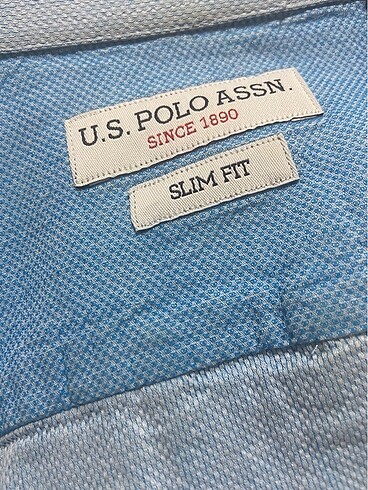 U.S. POLO ASSN.
SINCE 1890
SLIM FIT